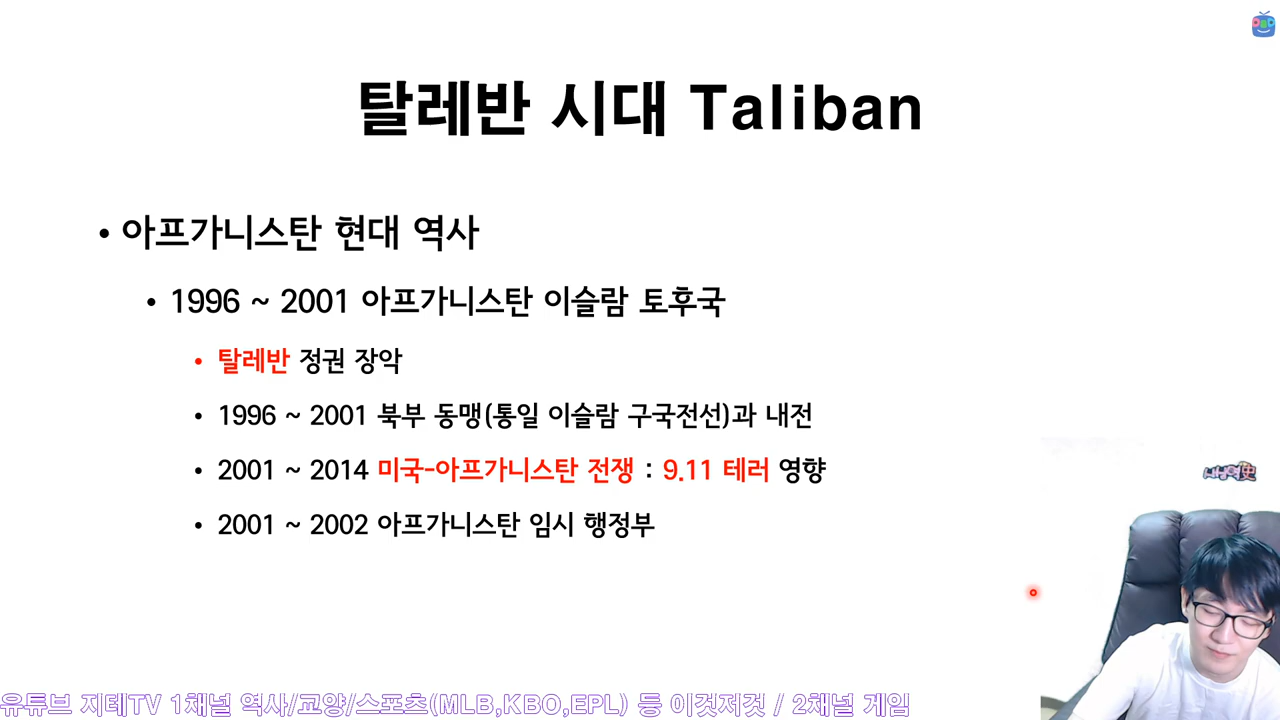 탈레반 시대 Taliban
• 아프가니스탄 현대 역사
• 1996 ~ 2001 아프가니스탄 이슬람 토후국
• 탈레반 정권 장악
• 1996 ~ 2001 북부 동맹(통일 이슬람 구국전선)과 내전
• 2001 ~ 2014 미국-아프가니스탄 전쟁 : 9.11 테러 영향
• 2001 ~ 2002 아프가니스탄 임시 행정부
유튜브 지테TV 1채널 역사/교양/스포츠(MLB,KBO,EPL) 등 이것저것 / 2채널 게임